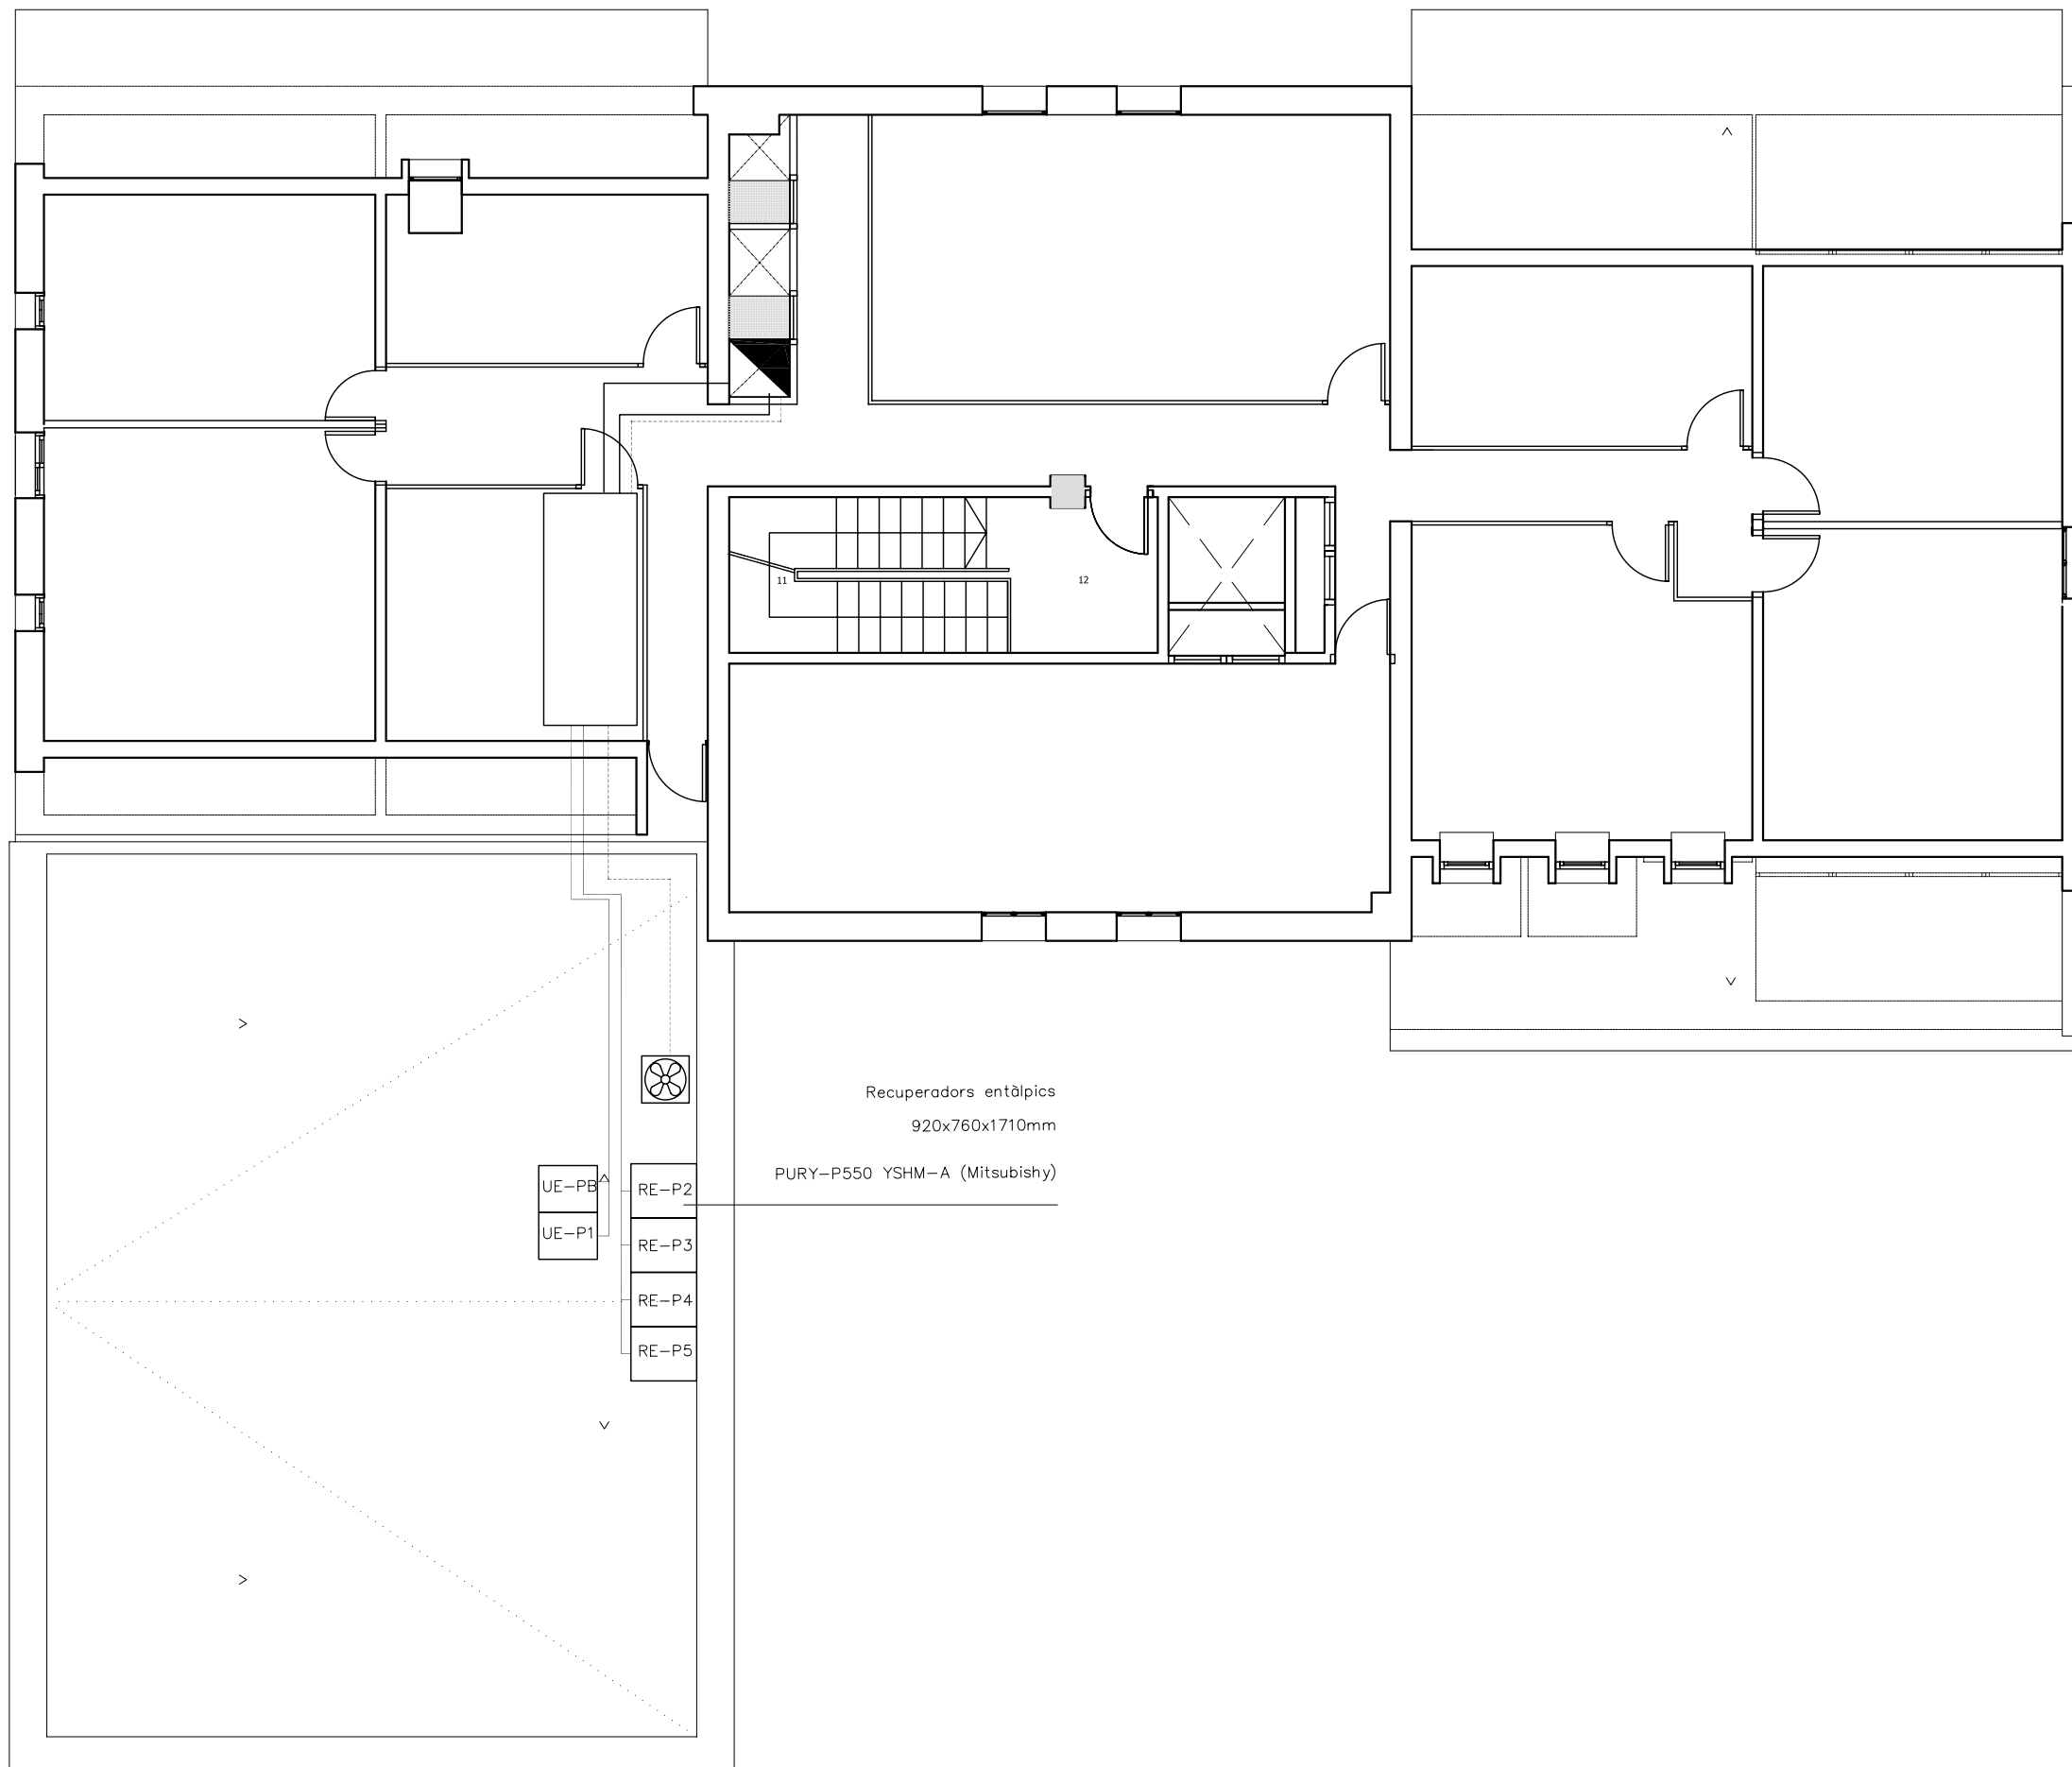 11
12
Recuperadors entàlpics
920x760x1710mm
PURY-P550 YSHM-A (Mitsubishy)
UE-PB
UE-P1
RE-P2
RE-P3
RE-P4
RE-P5